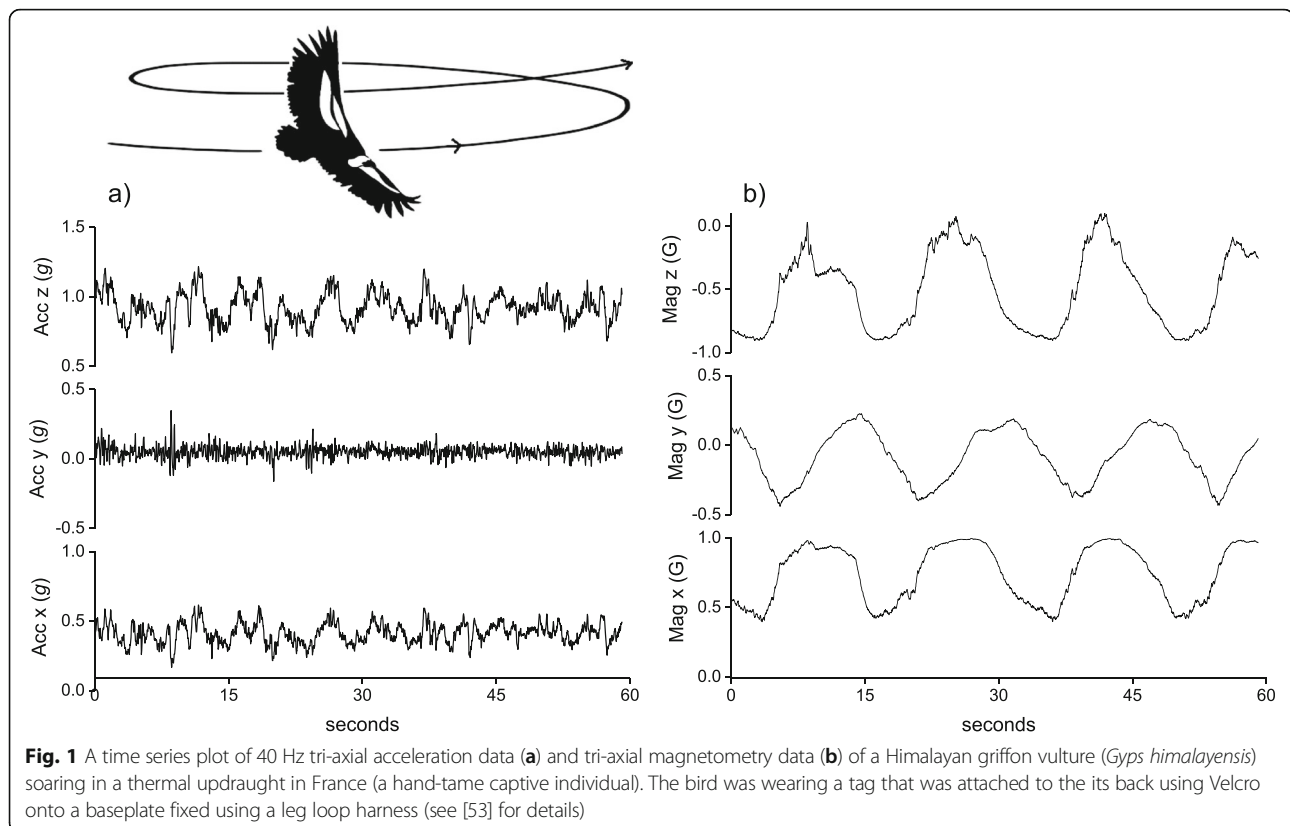 a)
b)
1.5
1.0
0.5
Acc z (g)
0.5
0.0
-0.5
Acc y (g)
1.0
0.5
0.0
Acc x (g)
0 15 30 45 60
seconds
0.0
-0.5
-1.0
Mag z (G)
0.5
0.0
-0.5
Mag y (G)
1.0
0.5
0.0
Mag x (G)
0 15 30 45 60
seconds
Fig. 1 A time series plot of 40 Hz tri-axial acceleration data (a) and tri-axial magnetometry data (b) of a Himalayan griffon vulture (Gyps himalayensis)
soaring in a thermal updraught in France (a hand-tame captive individual). The bird was wearing a tag that was attached to the its back using Velcro
onto a baseplate fixed using a leg loop harness (see [53] for details)